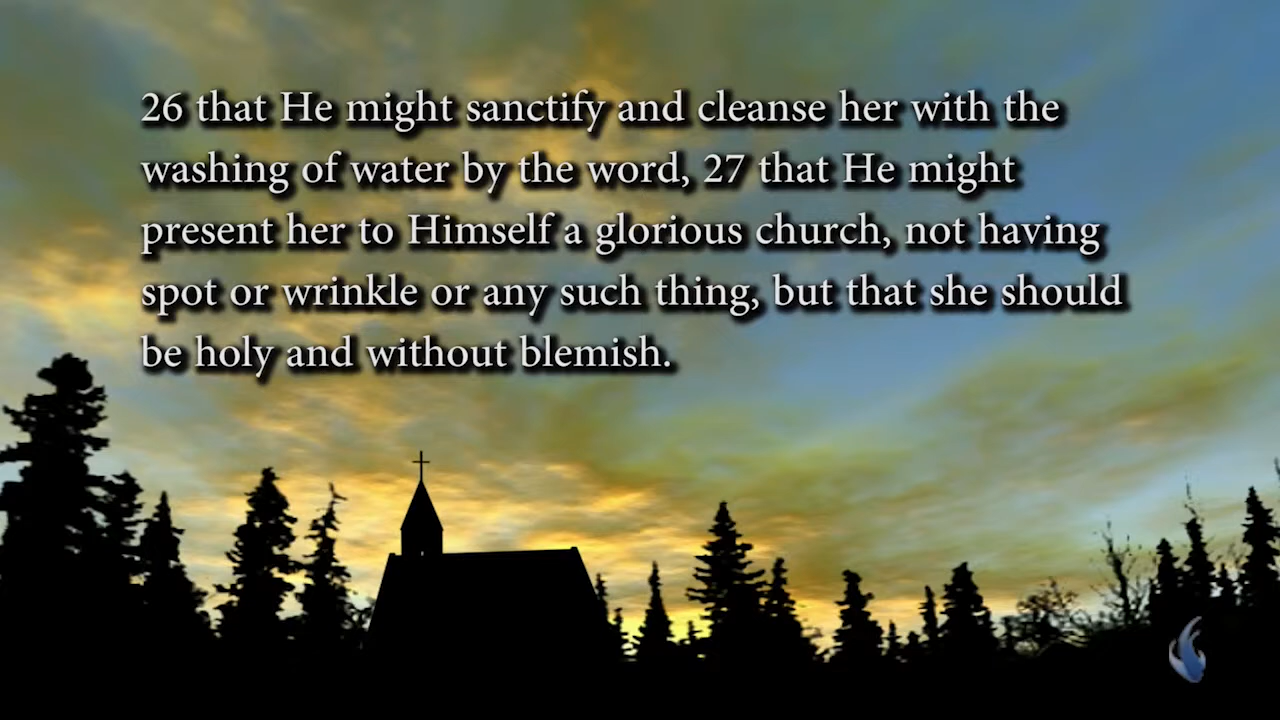 26 that He might sanctify and cleanse her with the
washing of water by the word, 27 that He might
present her to Himself a glorious church, not having
spot or wrinkle or any such thing, but that she should
be holy and without blemish.